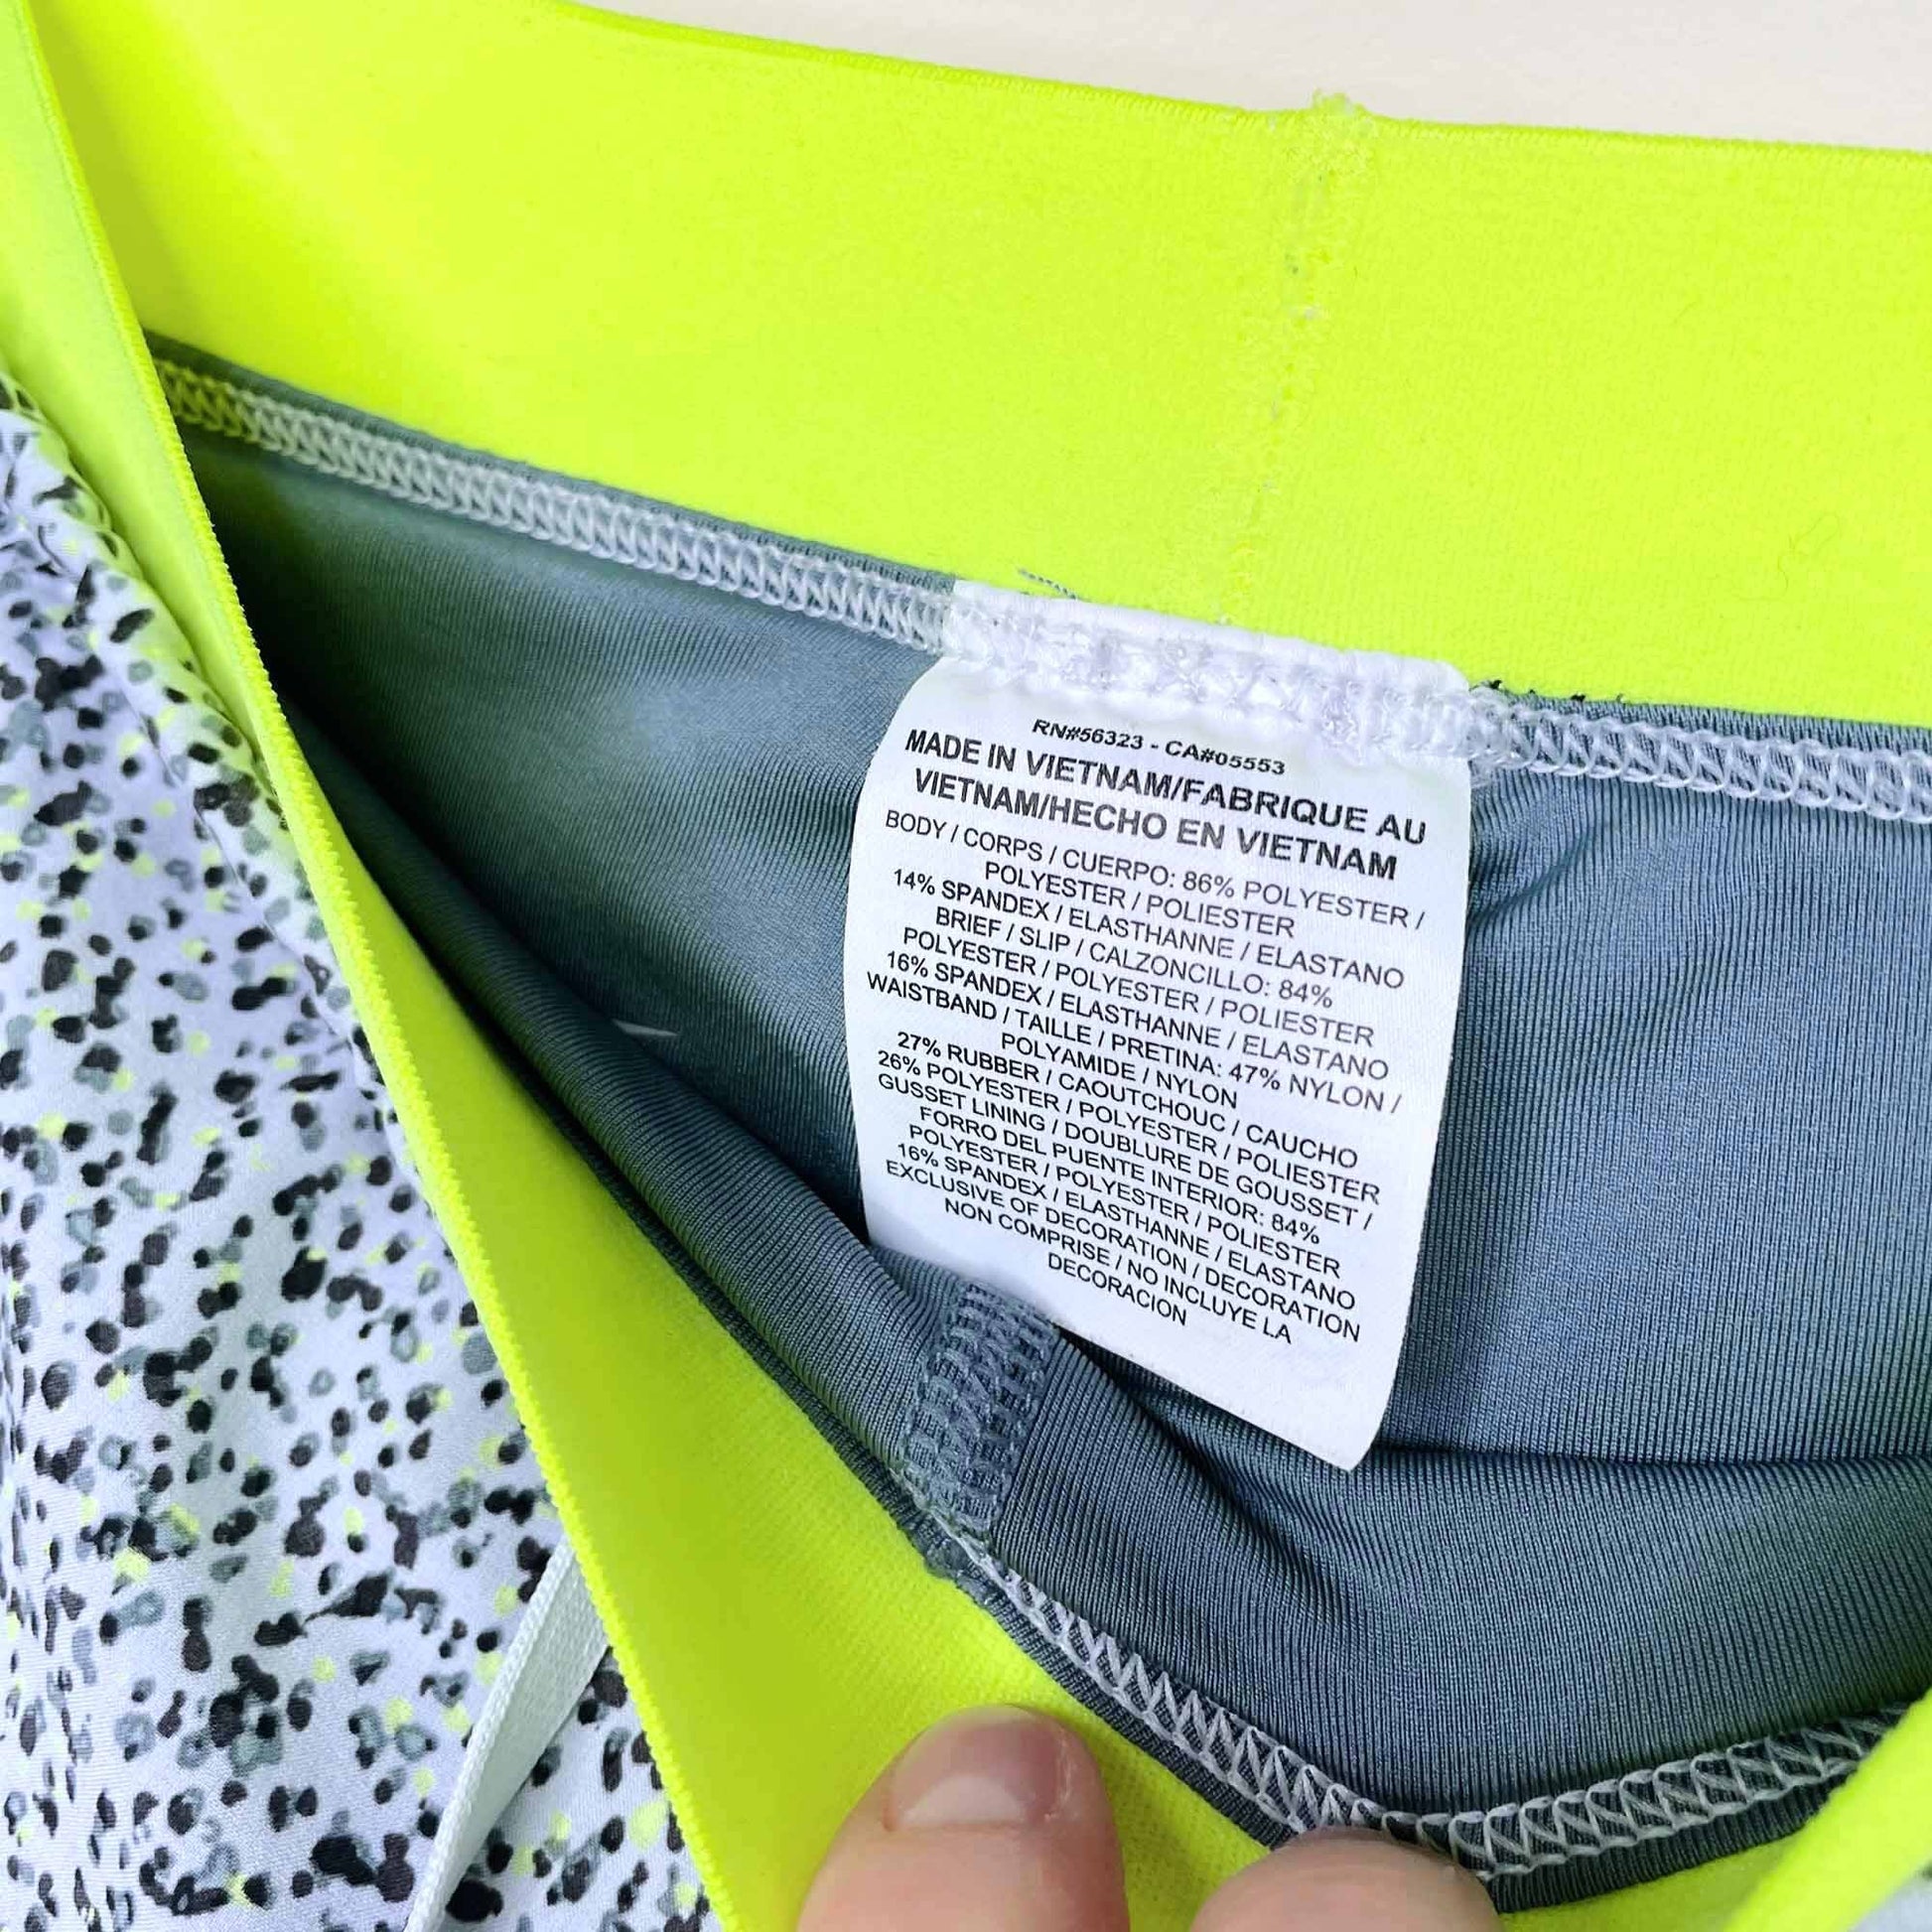 RN#56323 - CA#05553
MADE IN VIETNAM/FABRIQUE AU
VIETNAM/HECHO EN VIETNAM
BODY / CORPS / CUERPO: 86% POLYESTER /
POLYESTER / POLIESTER
14% SPANDEX / ELASTHANNE / ELASTANO
BRIEF / SLIP / CALZONCILLO: 84%
POLYESTER / POLYESTER / POLIESTER
16% SPANDEX / ELASTHANNE / ELASTANO
WAISTBAND / TAILLE / PRETINA: 47% NYLON /
POLYAMIDE / NYLON
27% RUBBER / CAOUTCHOUC / CAUCHO
26% POLYESTER / POLYESTER / POLIESTER
GUSSET LINING / DOUBLURE DE GOUSSET /
FORRO DEL PUENTE INTERIOR: 84%
POLYESTER / POLYESTER / POLIESTER
16% SPANDEX / ELASTHANNE / ELASTANO
EXCLUSIVE OF DECORATION / DECORATION
NON COMPRISE / NO INCLUYE LA
DECORACION